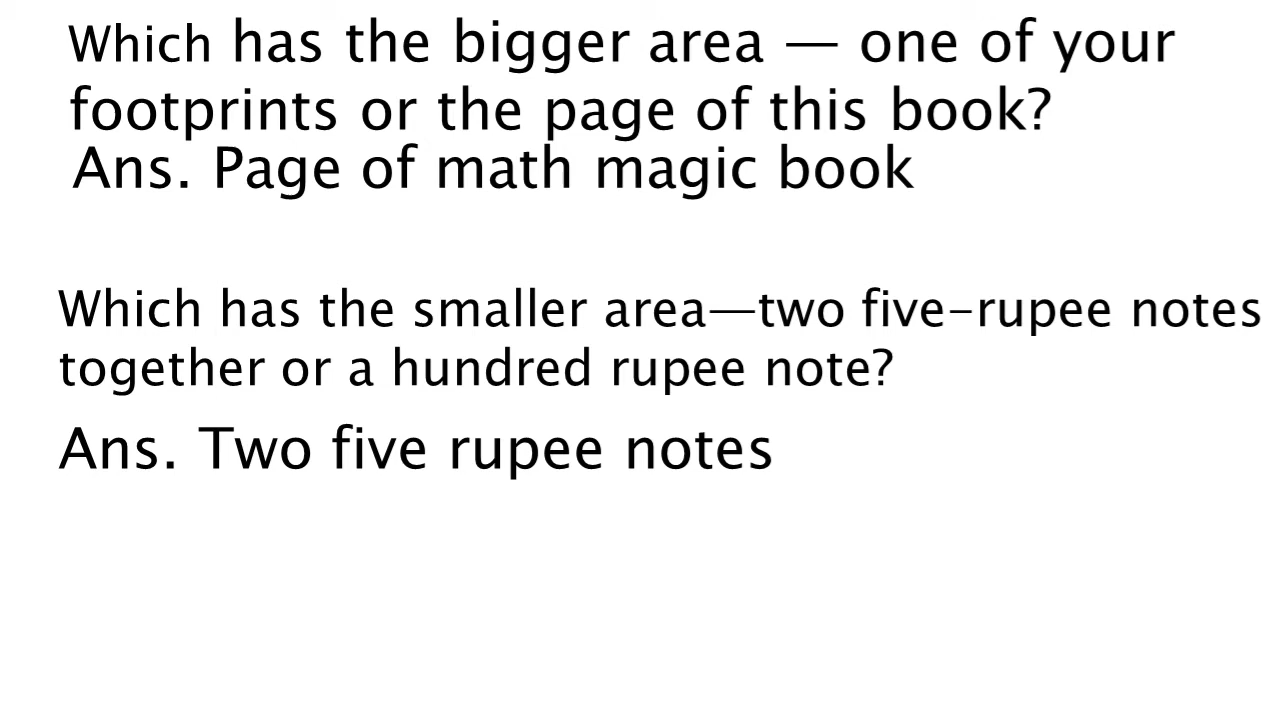 Which has the bigger area — one of your
footprints or the page of this book?
Ans. Page of math magic book
Which has the smaller area—two five-rupee notes
together or a hundred rupee note?
Ans. Two five rupee notes